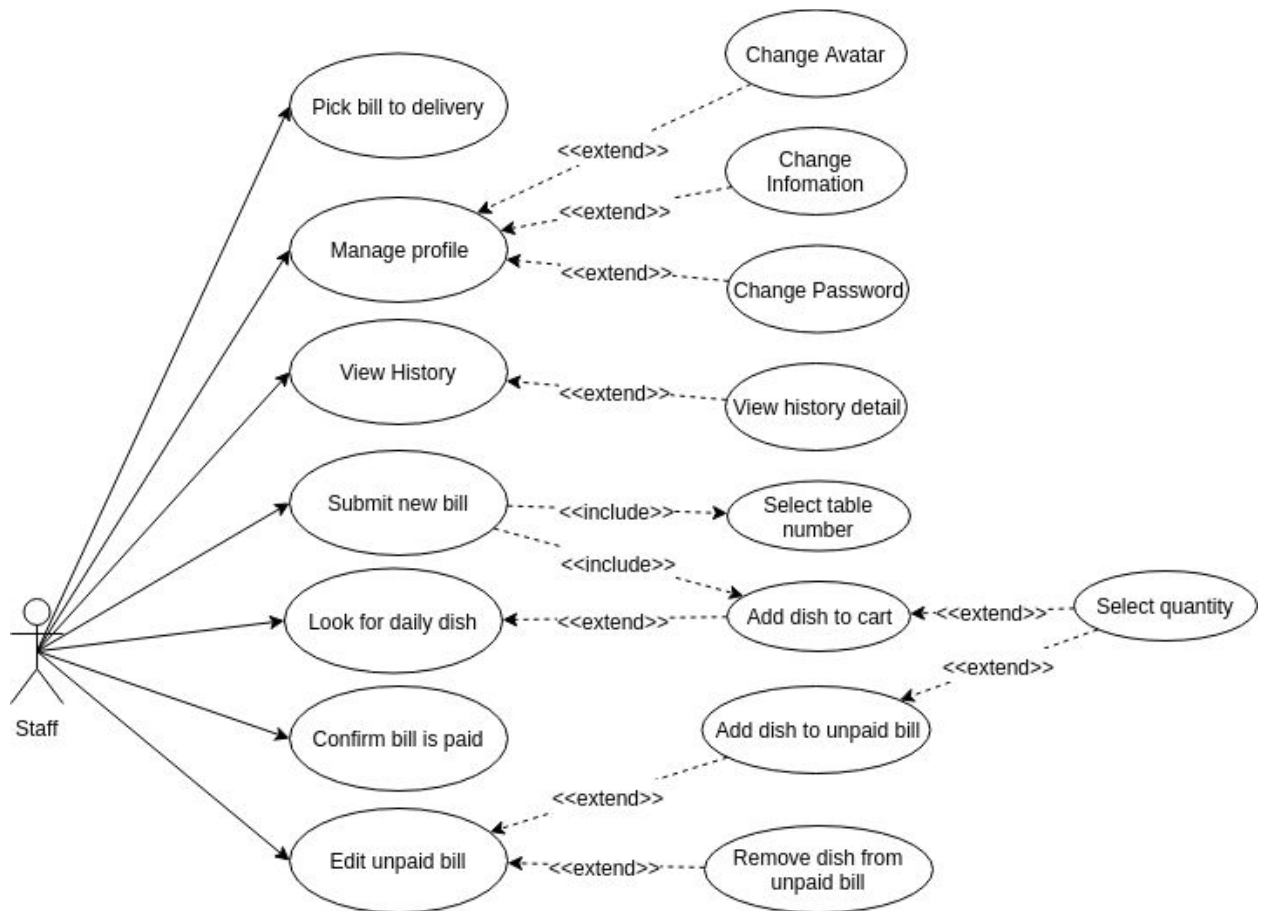 Change Avatar
Pick bill to delivery
<<extend>>
Change
Infomation
<<extend>>
Manage profile
<<extend>>
Change Password
View History
<<extend>>
View history detail
Submit new bill
<<include>>
Select table
number
<<include>>
Look for daily dish
<<extend>>
Add dish to cart
<<extend>>
Select quantity
<<extend>>
Staff
Confirm bill is paid
Add dish to unpaid bill
<<extend>>
Edit unpaid bill
<<extend>>
Remove dish from
unpaid bill